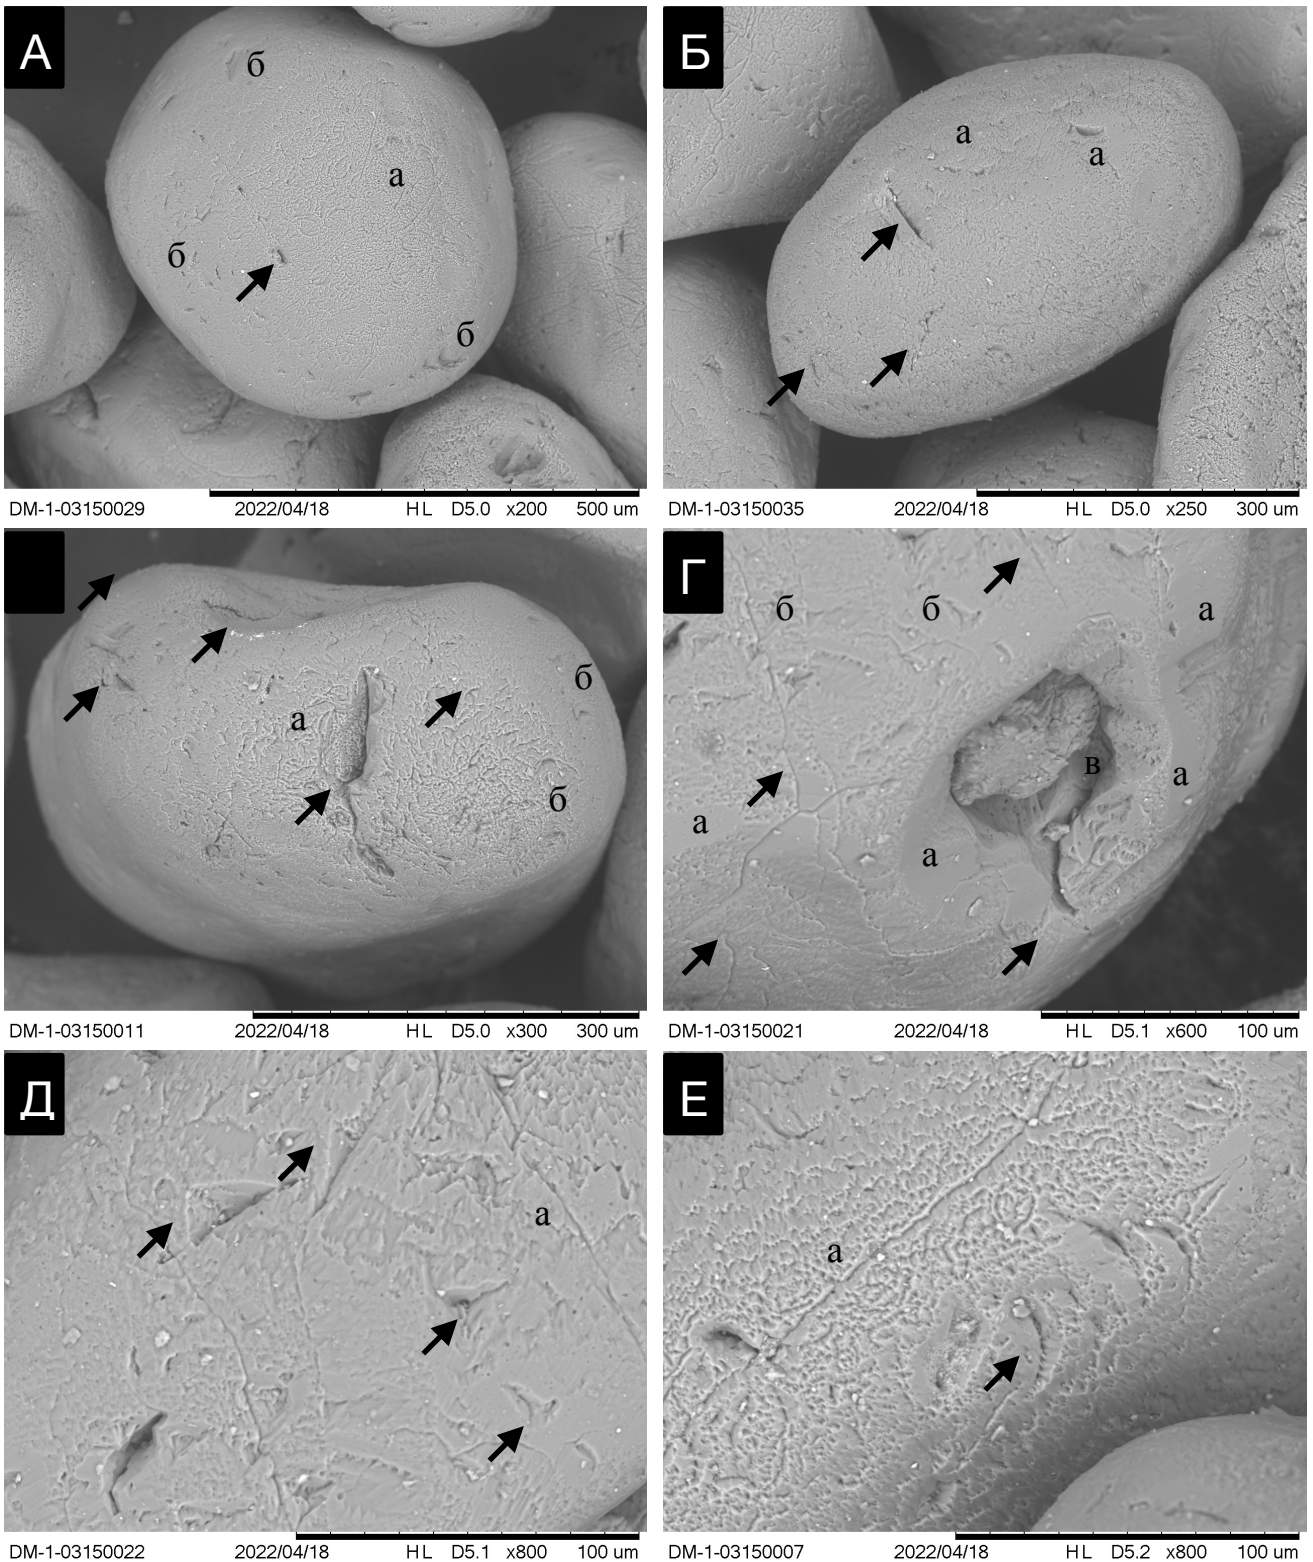 А
б
а
б
б
DM-1-03150029 2022/04/18 HL D5.0 x200 500 um
Б
а
а
DM-1-03150035 2022/04/18 HL D5.0 x250 300 um
б
а
б
DM-1-03150011 2022/04/18 HL D5.0 x300 300 um
Г
б б
а
в
а
а
а
DM-1-03150021 2022/04/18 HL D5.1 x600 100 um
Д
а
DM-1-03150022 2022/04/18 HL D5.1 x800 100 um
Е
а
DM-1-03150007 2022/04/18 HL D5.2 x800 100 um